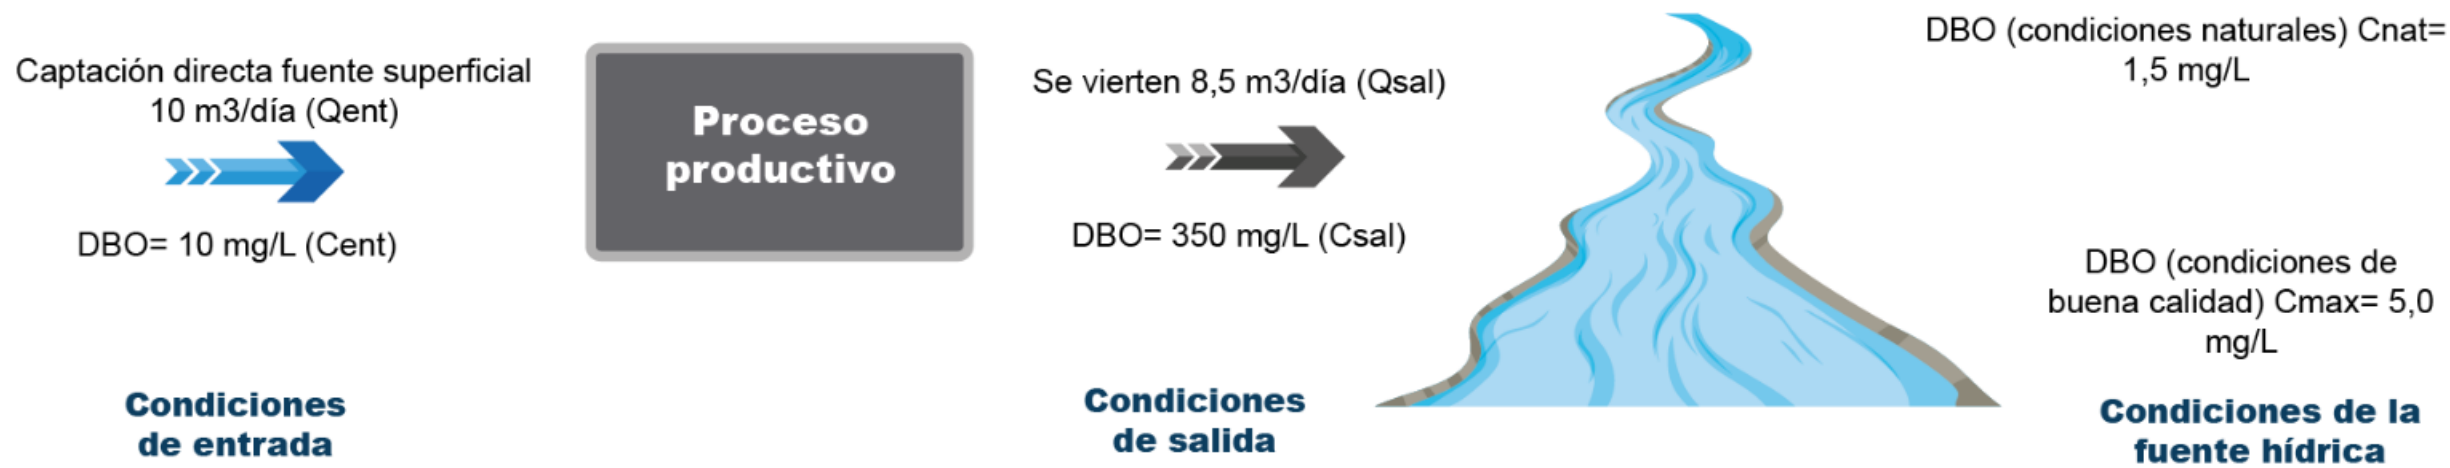 Captación directa fuente superficial
10 m3/día (Qent)
DBO= 10 mg/L (Cent)
Condiciones
de entrada
Proceso
productivo
Se vierten 8,5 m3/día (Qsal)
DBO= 350 mg/L (Csal)
Condiciones
de salida
DBO (condiciones naturales) Cnat=
1,5 mg/L
DBO (condiciones de
buena calidad) Cmax= 5,0
mg/L
Condiciones de la
fuente hídrica